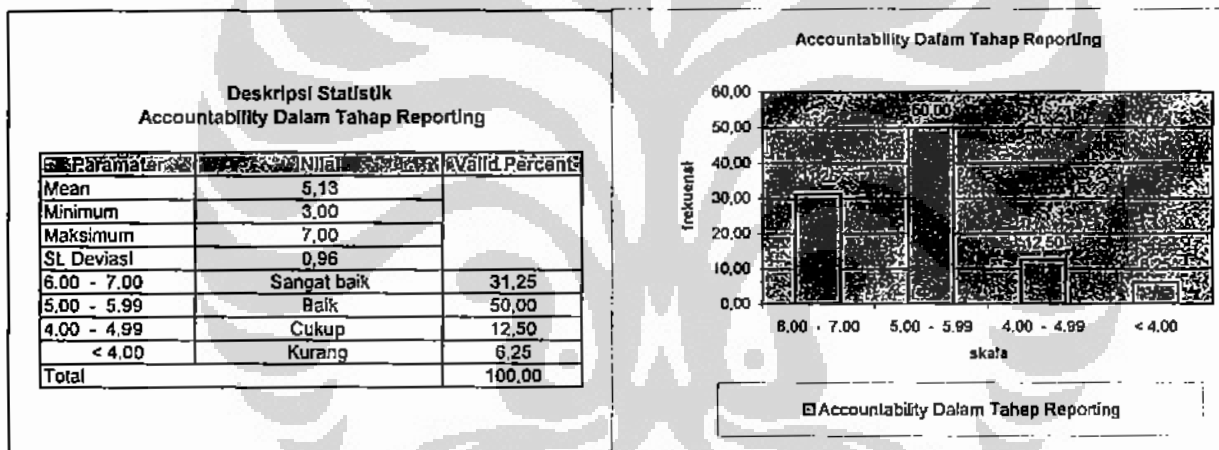 Deskripsi Statistik
Accountability Dalam Tahap Reporting
Paramater Nilai Valid Percent
Mean 5,13
Minimum 3,00
Maksimum 7,00
St. Deviasi 0,96
6.00 - 7.00 Sangat baik 31,25
5,00 - 5.99 Baik 50,00
4.00 - 4.99 Cukup 12,50
< 4.00 Kurang 6,25
Total 100,00
Accountability Dalam Tahap Reporting
60,00
50,00
40,00
30,00
20,00
10,00
0,00
frekuensi
50,00
12,50
6,00 - 7.00 5,00 - 5.99 4.00 - 4.99 < 4.00
skala
Accountability Dalam Tahap Reporting